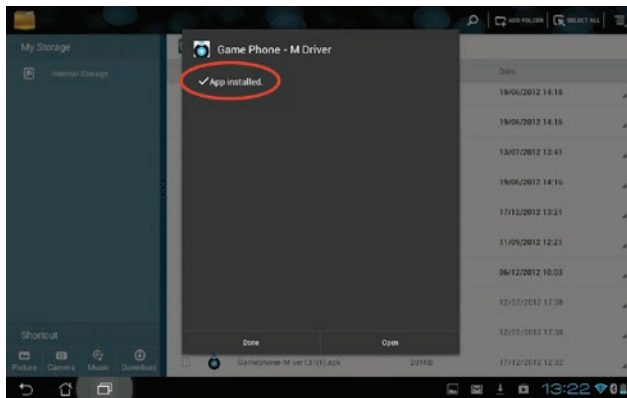 ADD FOLDER
SELECT ALL
My Storage
Game Phone - M Driver
Internal Storage
Date
✓App installed.
19/06/2012 14:16
19/06/2012 14:16
13/07/2012 13:41
19/06/2012 14:16
17/12/2012 13:21
11/09/2012 12:21
06/12/2012 10:03
12/07/2012 17:38
Shortcut
12/07/2012 17:38
Done
Open
Picture
Camera
Music
Download
Gamephone-M ver131(1).apk
201KB
17/12/2012 12:32
13:22